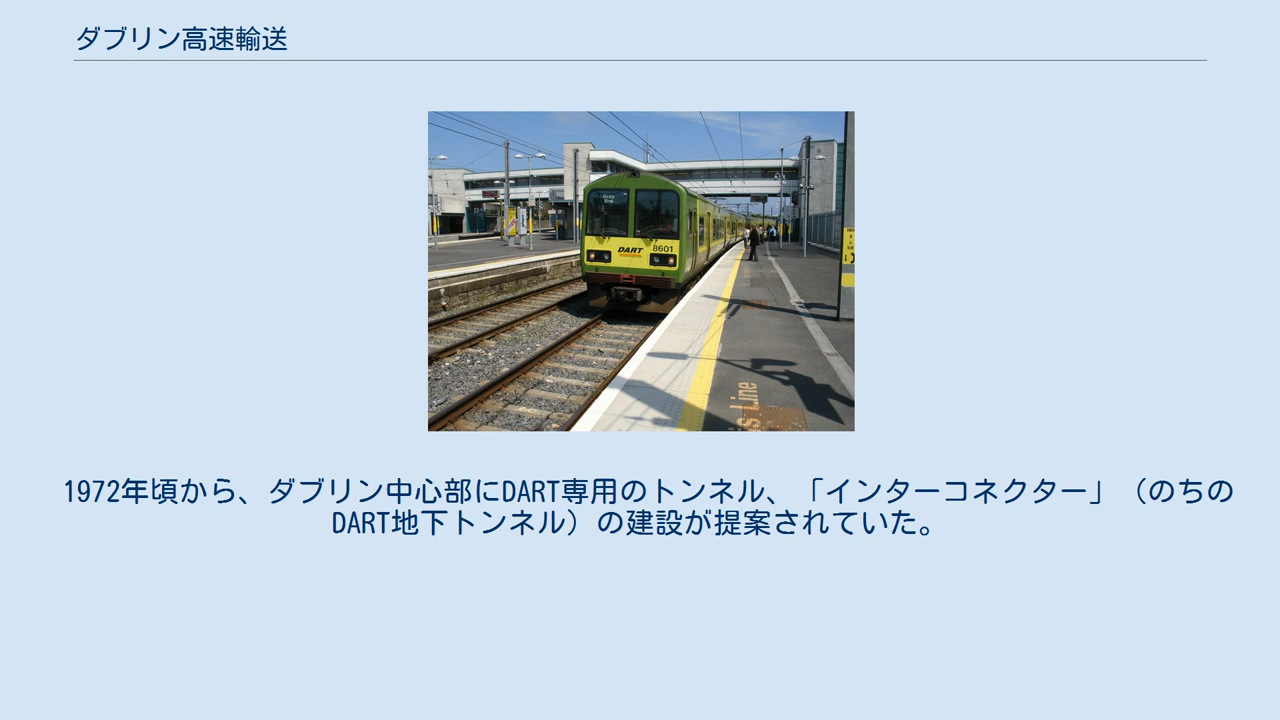 ダブリン高速輸送
DART
8601
is Line
1972年頃から、ダブリン中心部にDART専用のトンネル、「インターコネクター」（のちの
DART地下トンネル）の建設が提案されていた。